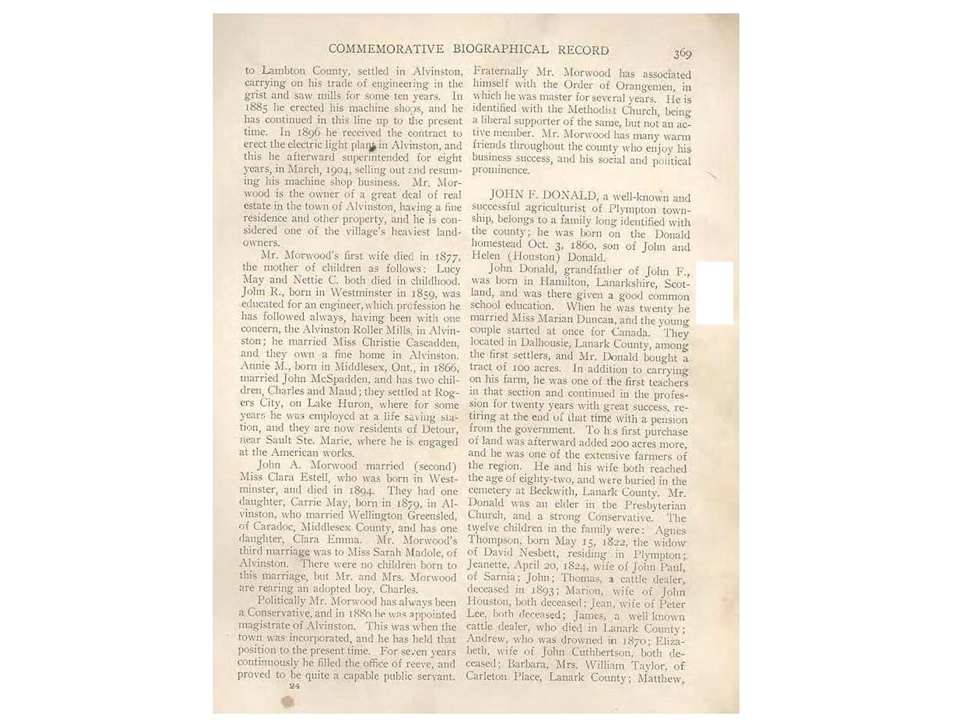 COMMEMORATIVE BIOGRAPHICAL RECORD 369
to Lambton County, settled in Alvinston,
carrying on his trade of engineering in the
grist and saw mills for some ten years. In
1885 he erected his machine shops, and he
has continued in this line up to the present
time. In 1896 he received the contract to
erect the electric light plant in Alvinston, and
this he afterward superintended for eight
years, in March, 1904, selling out and resum-
ing his machine shop business. Mr. Mor-
wood is the owner of a great deal of real
estate in the town of Alvinston, having a fine
residence and other property, and he is con-
sidered one of the village's heaviest land-
owners.
Mr. Morwood's first wife died in 1877,
the mother of children as follows: Lucy
May and Nettie C. both died in childhood.
John R., born in Westminster in 1859, was
educated for an engineer, which profession he
has followed always, having been with one
concern, the Alvinston Roller Mills, in Alvin-
ston; he married Miss Christie Cascadden,
and they own a fine home in Alvinston.
Annie M., born in Middlesex, Ont., in 1866,
married John McSpadden, and has two chil-
dren, Charles and Maud; they settled at Rog-
ers City, on Lake Huron, where for some
years he was employed at a life saving sta-
tion, and they are now residents of Detour,
near Sault Ste. Marie, where he is engaged
at the American works.
John A. Morwood married (second)
Miss Clara Estell, who was born in West-
minster, and died in 1894. They had one
daughter, Carrie May, born in 1879, in Al-
vinston, who married Wellington Greensled,
of Caradoc, Middlesex County, and has one
daughter, Clara Emma. Mr. Morwood's
third marriage was to Miss Sarah Madole, of
Alvinston. There were no children born to
this marriage, but Mr. and Mrs. Morwood
are rearing an adopted boy, Charles.
Politically Mr. Morwood has always been
a Conservative, and in 1880 he was appointed
magistrate of Alvinston. This was when the
town was incorporated, and he has held that
position to the present time. For seven years
continuously he filled the office of reeve, and
proved to be quite a capable public servant.
24
Fraternally Mr. Morwood has associated
himself with the Order of Orangemen, in
which he was master for several years. He is
identified with the Methodist Church, being
a liberal supporter of the same, but not an ac-
tive member. Mr. Morwood has many warm
friends throughout the county who enjoy his
business success, and his social and political
prominence.
JOHN F. DONALD, a well-known and
successful agriculturist of Plympton town-
ship, belongs to a family long identified with
the county; he was born on the Donald
homestead Oct. 3, 1860, son of John and
Helen (Houston) Donald.
John Donald, grandfather of John F.,
was born in Hamilton, Lanarkshire, Scot-
land, and was there given a good common
school education. When he was twenty he
married Miss Marian Duncan, and the young
couple started at once for Canada. They
located in Dalhousie, Lanark County, among
the first settlers, and Mr. Donald bought a
tract of 100 acres. In addition to carrying
on his farm, he was one of the first teachers
in that section and continued in the profes-
sion for twenty years with great success, re-
tiring at the end of that time with a pension
from the government. To his first purchase
of land was afterward added 200 acres more,
and he was one of the extensive farmers of
the region. He and his wife both reached
the age of eighty-two, and were buried in the
cemetery at Beckwith, Lanark County. Mr.
Donald was an elder in the Presbyterian
Church, and a strong Conservative. The
twelve children in the family were: Agnes
Thompson, born May 15, 1822, the widow
of David Nesbett, residing in Plympton;
Jeanette, April 20, 1824, wife of John Paul,
of Sarnia; John; Thomas, a cattle dealer,
deceased in 1893; Marion, wife of John
Houston, both deceased; Jean, wife of Peter
Lee, both deceased; James, a well known
cattle dealer, who died in Lanark County;
Andrew, who was drowned in 1870; Eliza-
beth, wife of John Cuthbertson, both de-
ceased; Barbara, Mrs. William Taylor, of
Carleton Place, Lanark County; Matthew,